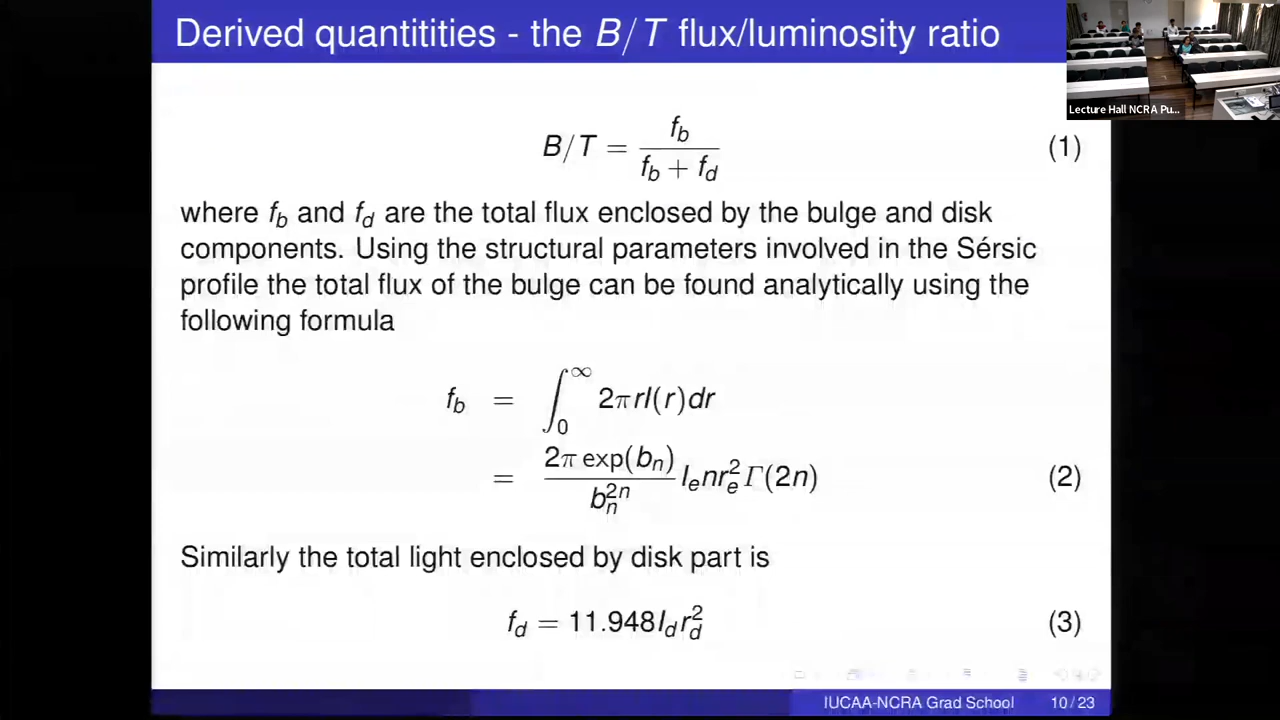 Derived quantitities - the B/T flux/luminosity ratio
Lecture Hall NCRA Pu...
B/T = f_b / (f_b + f_d) (1)
where f_b and f_d are the total flux enclosed by the bulge and disk
components. Using the structural parameters involved in the Sérsic
profile the total flux of the bulge can be found analytically using the
following formula
f_b = ∫_0^∞ 2πrI(r)dr
= (2π exp(b_n) / b_n^{2n}) I_e n r_e^2 Γ(2n) (2)
Similarly the total light enclosed by disk part is
f_d = 11.948 I_d r_d^2 (3)
IUCAA-NCRA Grad School 10/23